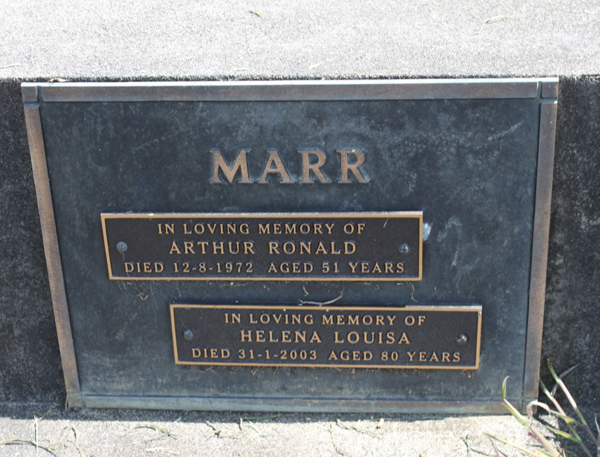 MARR
IN LOVING MEMORY OF
ARTHUR RONALD
DIED 12-8-1972 AGED 51 YEARS
IN LOVING MEMORY OF
HELENA LOUISA
DIED 31-1-2003 AGED 80 YEARS